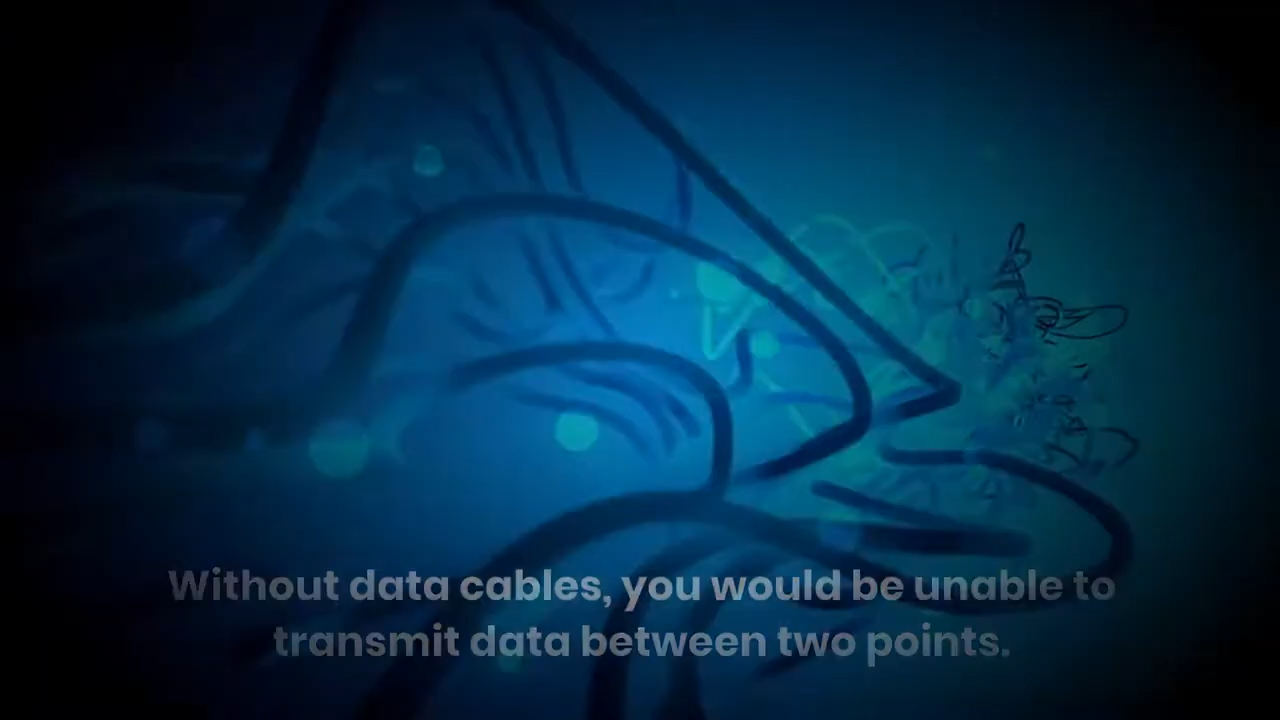 Without data cables, you would be unable to
transmit data between two points.